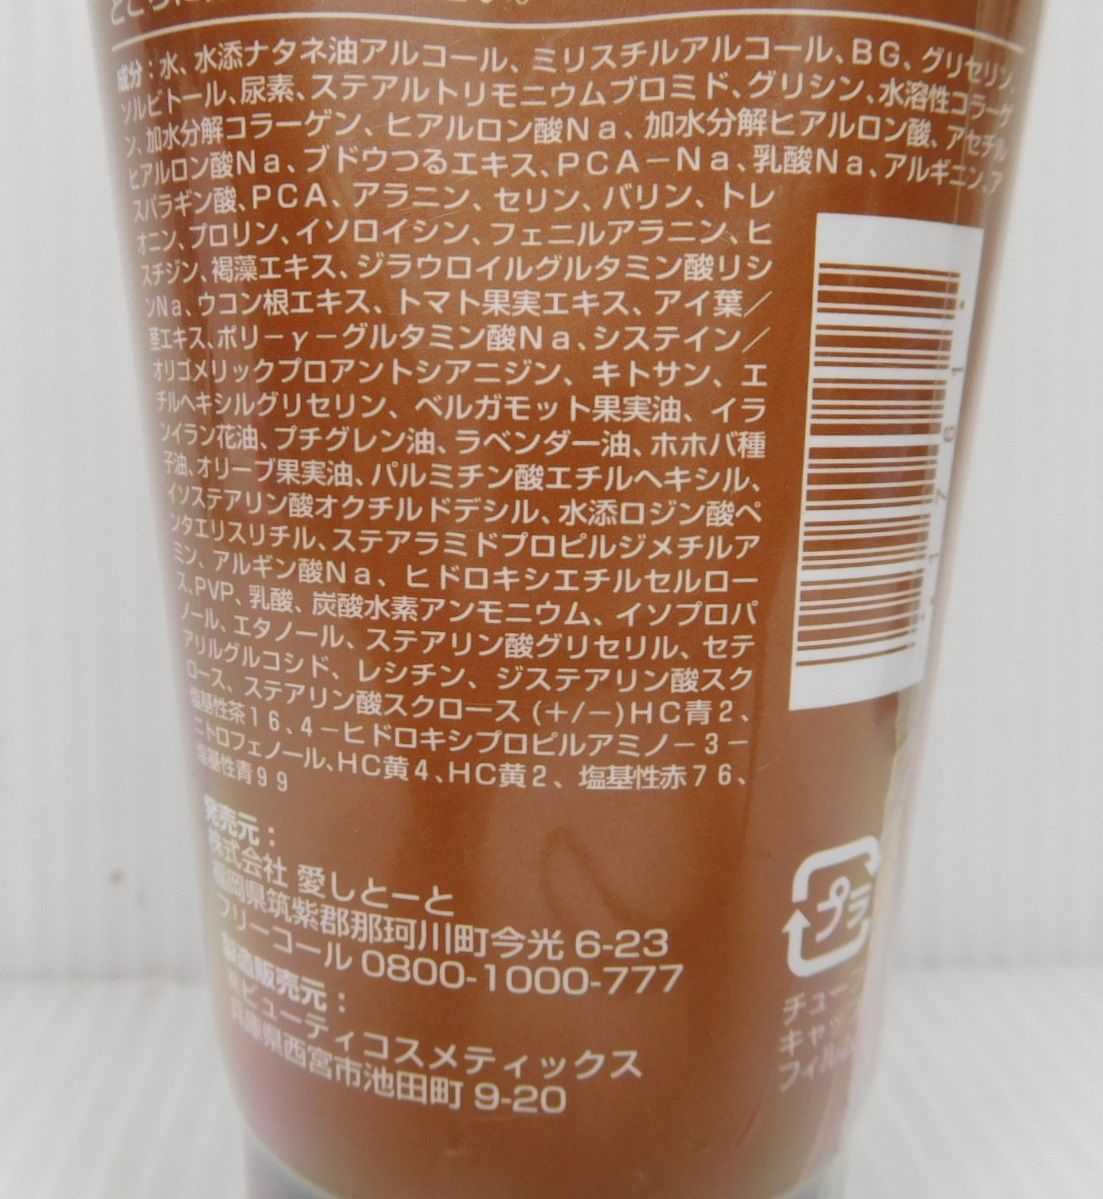 成分：水、水添ナタネ油アルコール、ミリスチルアルコール、BG、グリセリン、
ソルビトール、尿素、ステアルトリモニウムブロミド、グリシン、水溶性コラーゲ
ン、加水分解コラーゲン、ヒアルロン酸Na、加水分解ヒアルロン酸、アセチル
ヒアルロン酸Na、ブドウつるエキス、PCA－Na、乳酸Na、アルギニン、ア
スパラギン酸、PCA、アラニン、セリン、バリン、トレ
オニン、プロリン、イソロイシン、フェニルアラニン、ヒ
スチジン、褐藻エキス、ジラウロイルグルタミン酸リシ
ンNa、ウコン根エキス、トマト果実エキス、アイ葉／
茎エキス、ポリ－γ－グルタミン酸Na、システイン／
オリゴメリックプロアントシアニジン、キトサン、エ
チルヘキシルグリセリン、ベルガモット果実油、イラ
ンイラン花油、プチグレン油、ラベンダー油、ホホバ種
子油、オリーブ果実油、パルミチン酸エチルヘキシル、
イソステアリン酸オクチルドデシル、水添ロジン酸ペ
ンタエリスリチル、ステアラミドプロピルジメチルア
ミン、アルギン酸Na、ヒドロキシエチルセルロー
ス、PVP、乳酸、炭酸水素アンモニウム、イソプロパ
ノール、エタノール、ステアリン酸グリセリル、セテ
アリルグルコシド、レシチン、ジステアリン酸スク
ロース、ステアリン酸スクロース（+/−）HC青2、
塩基性茶16、4－ヒドロキシプロピルアミノ－3－
ニトロフェノール、HC黄4、HC黄2、塩基性赤76、
塩基性青99
発売元：
株式会社 愛しとーと
福岡県筑紫郡那珂川町今光 6-23
フリーコール 0800-1000-777
製造販売元：
ビューティコスメティックス
兵庫県西宮市池田町 9-20
プラ
チューブ
キャップ
フィルム